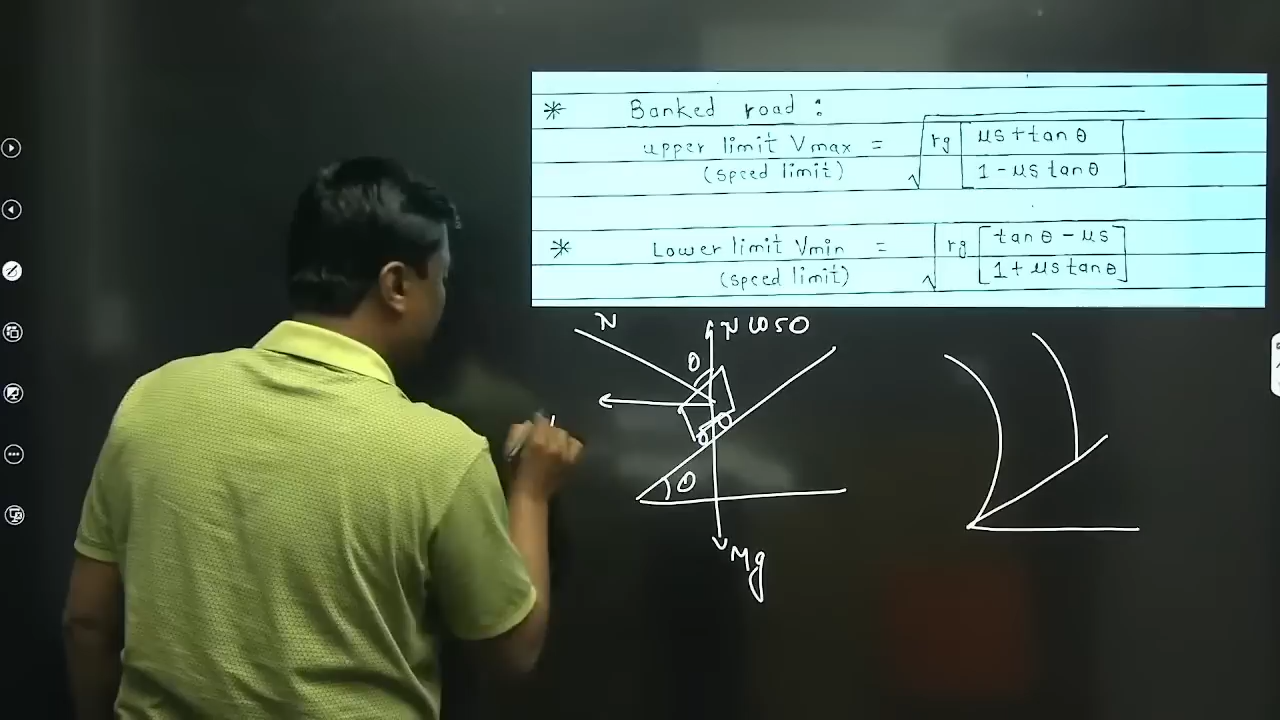 * Banked road :
upper limit Vmax = √rg [μs + tan θ / 1 - μs tan θ]
(speed limit)
* Lower limit Vmin = √rg [tan θ - μs / 1 + μs tan θ]
(speed limit)
N
N cos θ
θ
θ
Mg